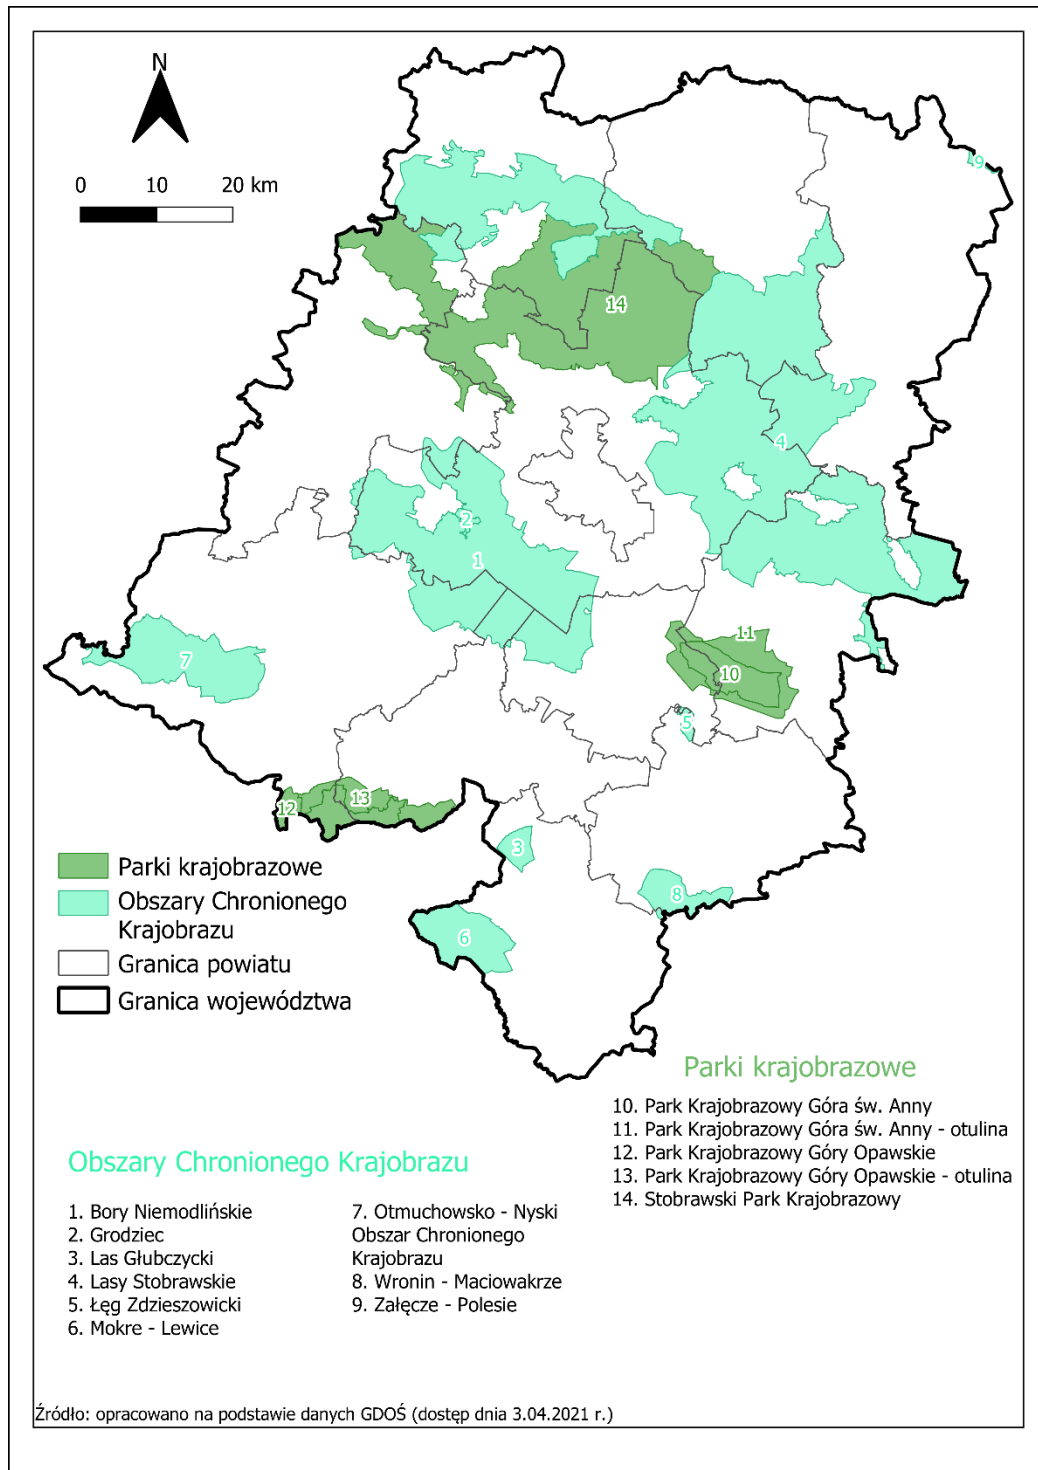 N
0 10 20 km
9
14
4
2
1
11
10
7
5
12
13
3
8
6
Parki krajobrazowe
Obszary Chronionego
Krajobrazu
Granica powiatu
Granica województwa
Parki krajobrazowe
10. Park Krajobrazowy Góra św. Anny
11. Park Krajobrazowy Góra św. Anny - otulina
12. Park Krajobrazowy Góry Opawskie
13. Park Krajobrazowy Góry Opawskie - otulina
14. Stobrawski Park Krajobrazowy
Obszary Chronionego Krajobrazu
1. Bory Niemodlińskie
2. Grodziec
3. Las Głubczycki
4. Lasy Stobrawskie
5. Łęg Zdzieszowicki
6. Mokre - Lewice
7. Otmuchowsko - Nyski
Obszar Chronionego
Krajobrazu
8. Wronin - Maciowakrze
9. Załęcze - Polesie
Źródło: opracowano na podstawie danych GDOŚ (dostęp dnia 3.04.2021 r.)